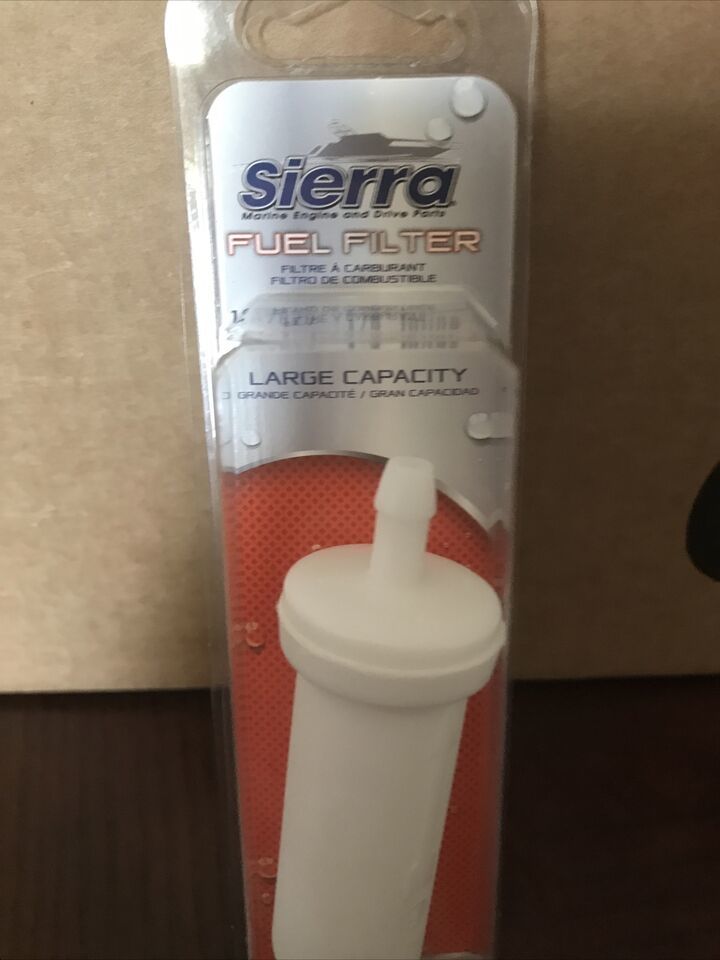 Sierra
Marine Engine and Drive Parts
FUEL FILTER
FILTRE À CARBURANT
FILTRO DE COMBUSTIBLE
LARGE CAPACITY
GRANDE CAPACITÉ / GRAN CAPACIDAD